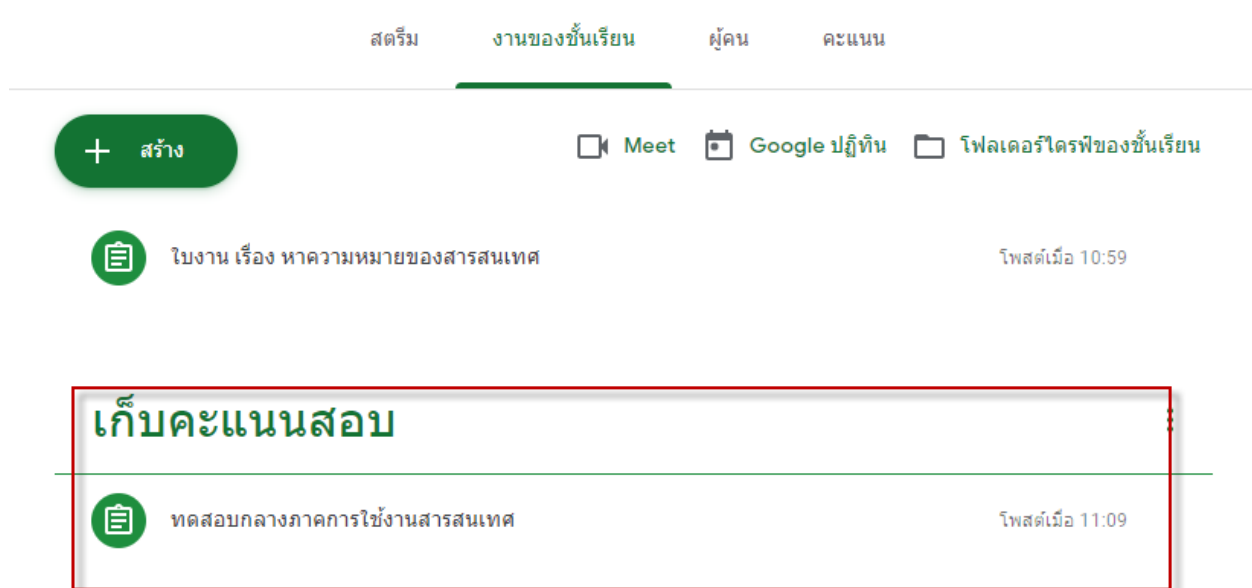 สตรีม งานของชั้นเรียน ผู้คน คะแนน
สร้าง Meet Google ปฏิทิน โฟลเดอร์ไดรฟ์ของชั้นเรียน
ใบงาน เรื่อง หาความหมายของสารสนเทศ โพสต์เมื่อ 10:59
เก็บคะแนนสอบ
ทดสอบกลางภาคการใช้งานสารสนเทศ โพสต์เมื่อ 11:09